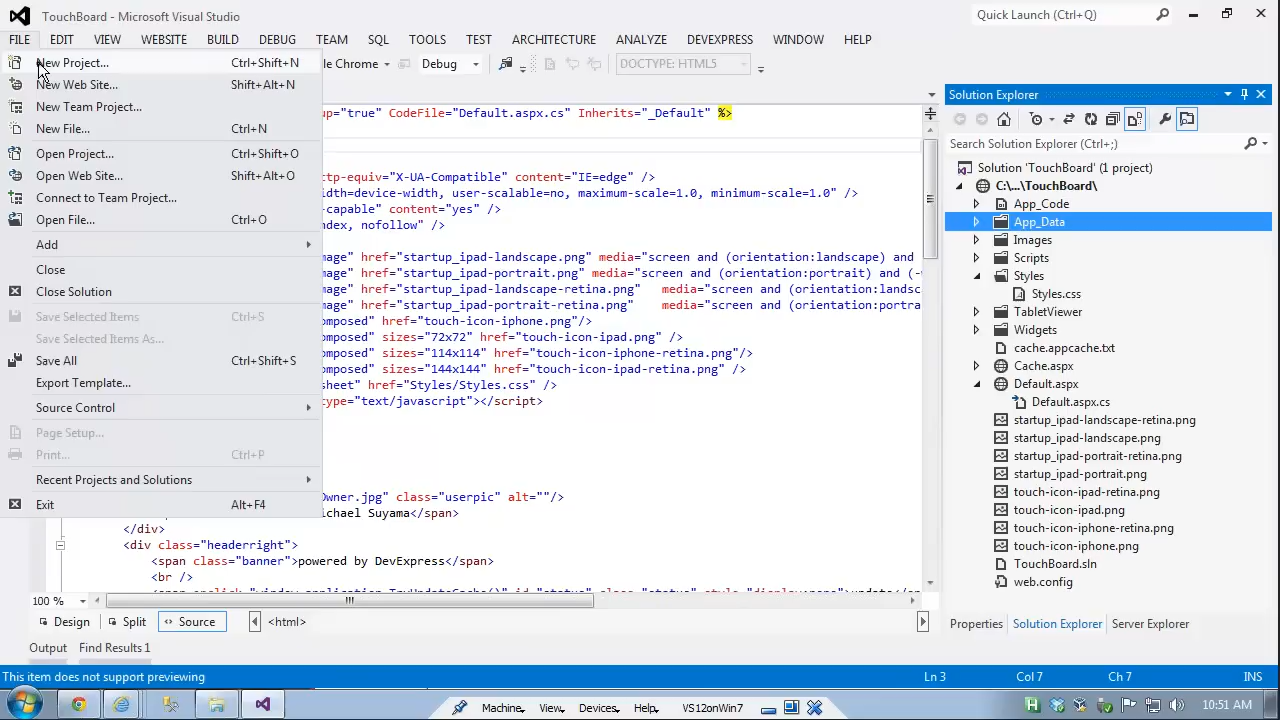 TouchBoard - Microsoft Visual Studio
Quick Launch (Ctrl+Q)
FILE EDIT VIEW WEBSITE BUILD DEBUG TEAM SQL TOOLS TEST ARCHITECTURE ANALYZE DEVEXPRESS WINDOW HELP
New Project... Ctrl+Shift+N
le Chrome
Debug
DOCTYPE: HTML5
New Web Site... Shift+Alt+N
New Team Project...
New File... Ctrl+N
Open Project... Ctrl+Shift+O
Open Web Site... Shift+Alt+O
Connect to Team Project...
Open File... Ctrl+O
Add
Close
Close Solution
Save Selected Items Ctrl+S
Save Selected Items As...
Save All Ctrl+Shift+S
Export Template...
Source Control
Page Setup...
Print... Ctrl+P
Recent Projects and Solutions
Exit Alt+F4
up="true" CodeFile="Default.aspx.cs" Inherits="_Default" %>
ctp-equiv="X-UA-Compatible" content="IE=edge" />
idth=device-width, user-scalable=no, maximum-scale=1.0, minimum-scale=1.0" />
-capable" content="yes" />
ndex, nofollow" />
mage" href="startup_ipad-landscape.png" media="screen and (orientation:landscape) and
mage" href="startup_ipad-portrait.png" media="screen and (orientation:portrait) and (-
mage" href="startup_ipad-landscape-retina.png" media="screen and (orientation:landsc
mage" href="startup_ipad-portrait-retina.png" media="screen and (orientation:portra
omposed" href="touch-icon-iphone.png"/>
omposed" sizes="72x72" href="touch-icon-ipad.png" />
omposed" sizes="114x114" href="touch-icon-iphone-retina.png"/>
omposed" sizes="144x144" href="touch-icon-ipad-retina.png" />
sheet" href="Styles/Styles.css" />
type="text/javascript"></script>
Owner.jpg" class="userpic" alt=""/>
ichael Suyama</span>
</div>
<div class="headerright">
<span class="banner">powered by DevExpress</span>
<br />
100 %
Design Split Source <html>
Output Find Results 1
Solution Explorer
Search Solution Explorer (Ctrl+;)
Solution 'TouchBoard' (1 project)
C:\...\TouchBoard\
App_Code
App_Data
Images
Scripts
Styles
Styles.css
TabletViewer
Widgets
cache.appcache.txt
Cache.aspx
Default.aspx
Default.aspx.cs
startup_ipad-landscape-retina.png
startup_ipad-landscape.png
startup_ipad-portrait-retina.png
startup_ipad-portrait.png
touch-icon-ipad-retina.png
touch-icon-ipad.png
touch-icon-iphone-retina.png
touch-icon-iphone.png
TouchBoard.sln
web.config
Properties Solution Explorer Server Explorer
This item does not support previewing
Ln 3 Col 7 Ch 7 INS
Machine View Devices Help VS12onWin7
10:51 AM